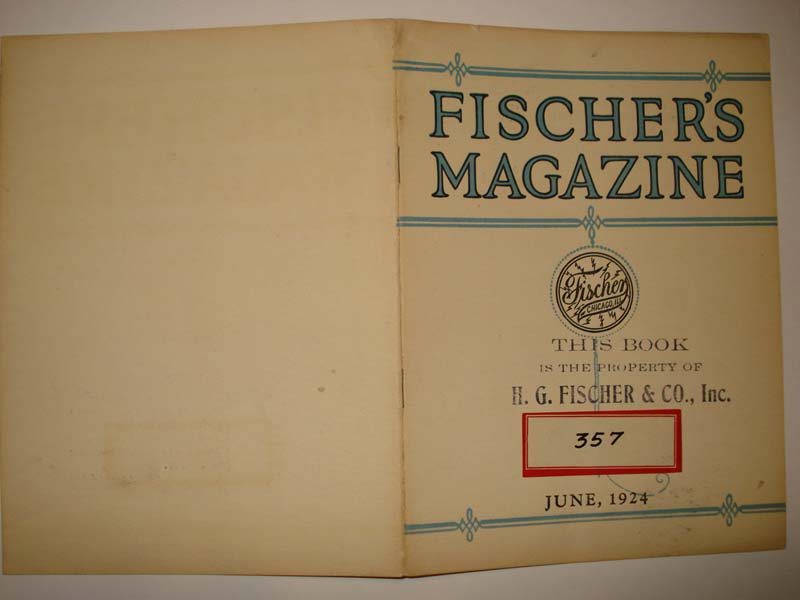 FISCHER'S
MAGAZINE
Fischer
CHICAGO, ILL.
THIS BOOK
IS THE PROPERTY OF
H. G. FISCHER & CO., Inc.
357
JUNE, 1924